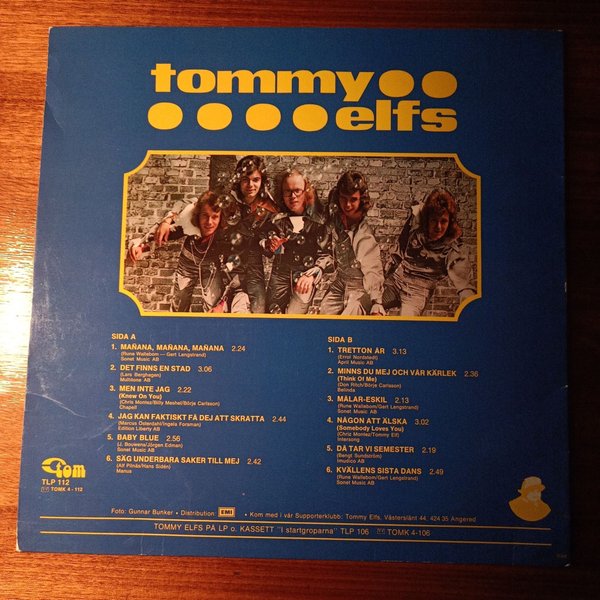 tommy
elfs
SIDA A
1. MAÑANA, MAÑANA, MAÑANA 2.24
(Rune Wallebom — Gert Lengstrand)
Sonet Music AB
2. DET FINNS EN STAD 3.06
(Lars Berghagen)
Multitone AB
3. MEN INTE JAG 2.22
(Know On You)
(Chris Montez/Billy Meshel/Börje Carlsson)
Chapell
4. JAG KAN FAKTISKT FÅ DEJ ATT SKRATTA 2.44
(Marcus Österdahl/Ingela Forsman)
Edition Liberty AB
5. BABY BLUE 2.56
(J. Bouwens/Jörgen Edman)
Sonet Music AB
6. SÄG UNDERBARA SAKER TILL MEJ 2.42
(Alf Pilnäs/Hans Sidén)
Manus
SIDA B
1. TRETTON ÅR 3.13
(Errol Norstedt)
April Music AB
2. MINNS DU MEJ OCH VÅR KÄRLEK 2.36
(Think Of Me)
(Don Ritch/Börje Carlsson)
Belinda
3. MÅLAR-ESKIL 2.13
(Rune Wallebom/Gert Lengstrand)
Sonet Music AB
4. NÅGON ATT ÄLSKA 3.02
(Somebody Loves You)
(Chriz Montez/Tommy Elf)
Intersong
5. DÅ TAR VI SEMESTER 2.19
(Bengt Sundström)
Imudico AB
6. KVÄLLENS SISTA DANS 2.49
(Rune Wallebom/Gert Lengstrand)
Sonet Music AB
tom
TLP 112
TOMK 4 - 112
Foto: Gunnar Bunker • Distribution: EMI • Kom med i vår Supporterklubb: Tommy Elfs, Västerslänt 44, 424 35 Angered
TOMMY ELFS PÅ LP o. KASSETT "I startgroparna" TLP 106 TOMK 4-106